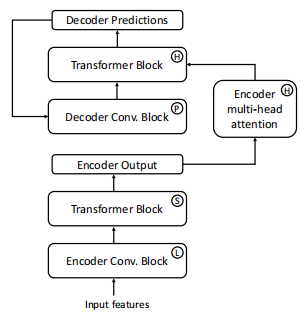 Decoder Predictions
Transformer Block
H
Decoder Conv. Block
P
Encoder
H
multi-head
attention
Encoder Output
Transformer Block
S
Encoder Conv. Block
L
Input features